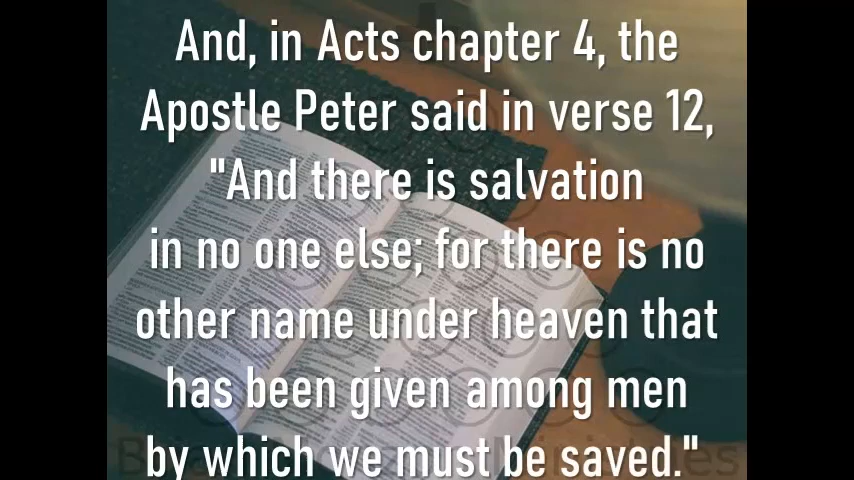 And, in Acts chapter 4, the
Apostle Peter said in verse 12,
"And there is salvation
in no one else; for there is no
other name under heaven that
has been given among men
by which we must be saved."